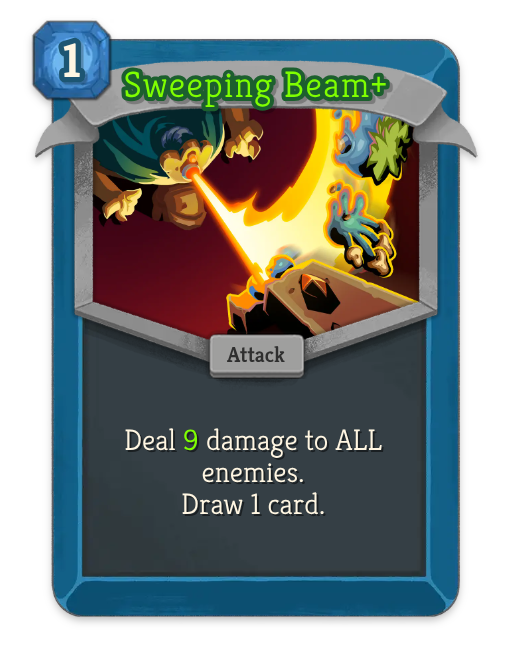 1
Sweeping Beam+
Attack
Deal 9 damage to ALL
enemies.
Draw 1 card.